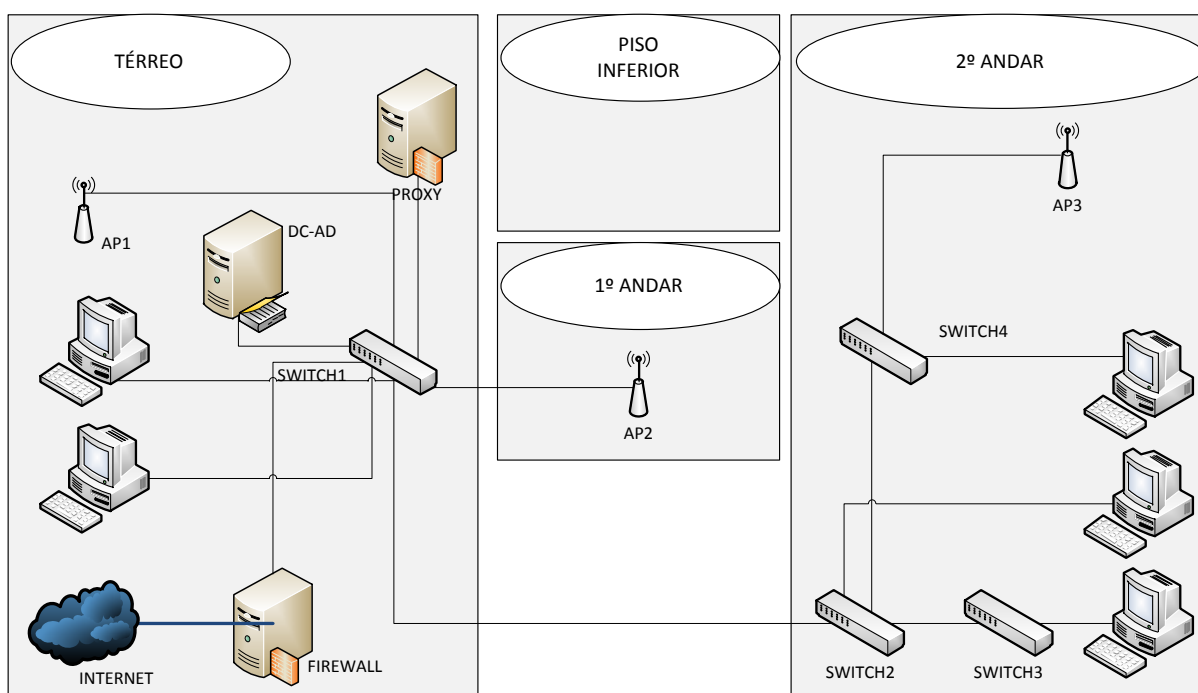 TÉRREO
PISO
INFERIOR
2º ANDAR
PROXY
AP1
DC-AD
AP3
1º ANDAR
SWITCH4
SWITCH1
AP2
INTERNET
FIREWALL
SWITCH2
SWITCH3